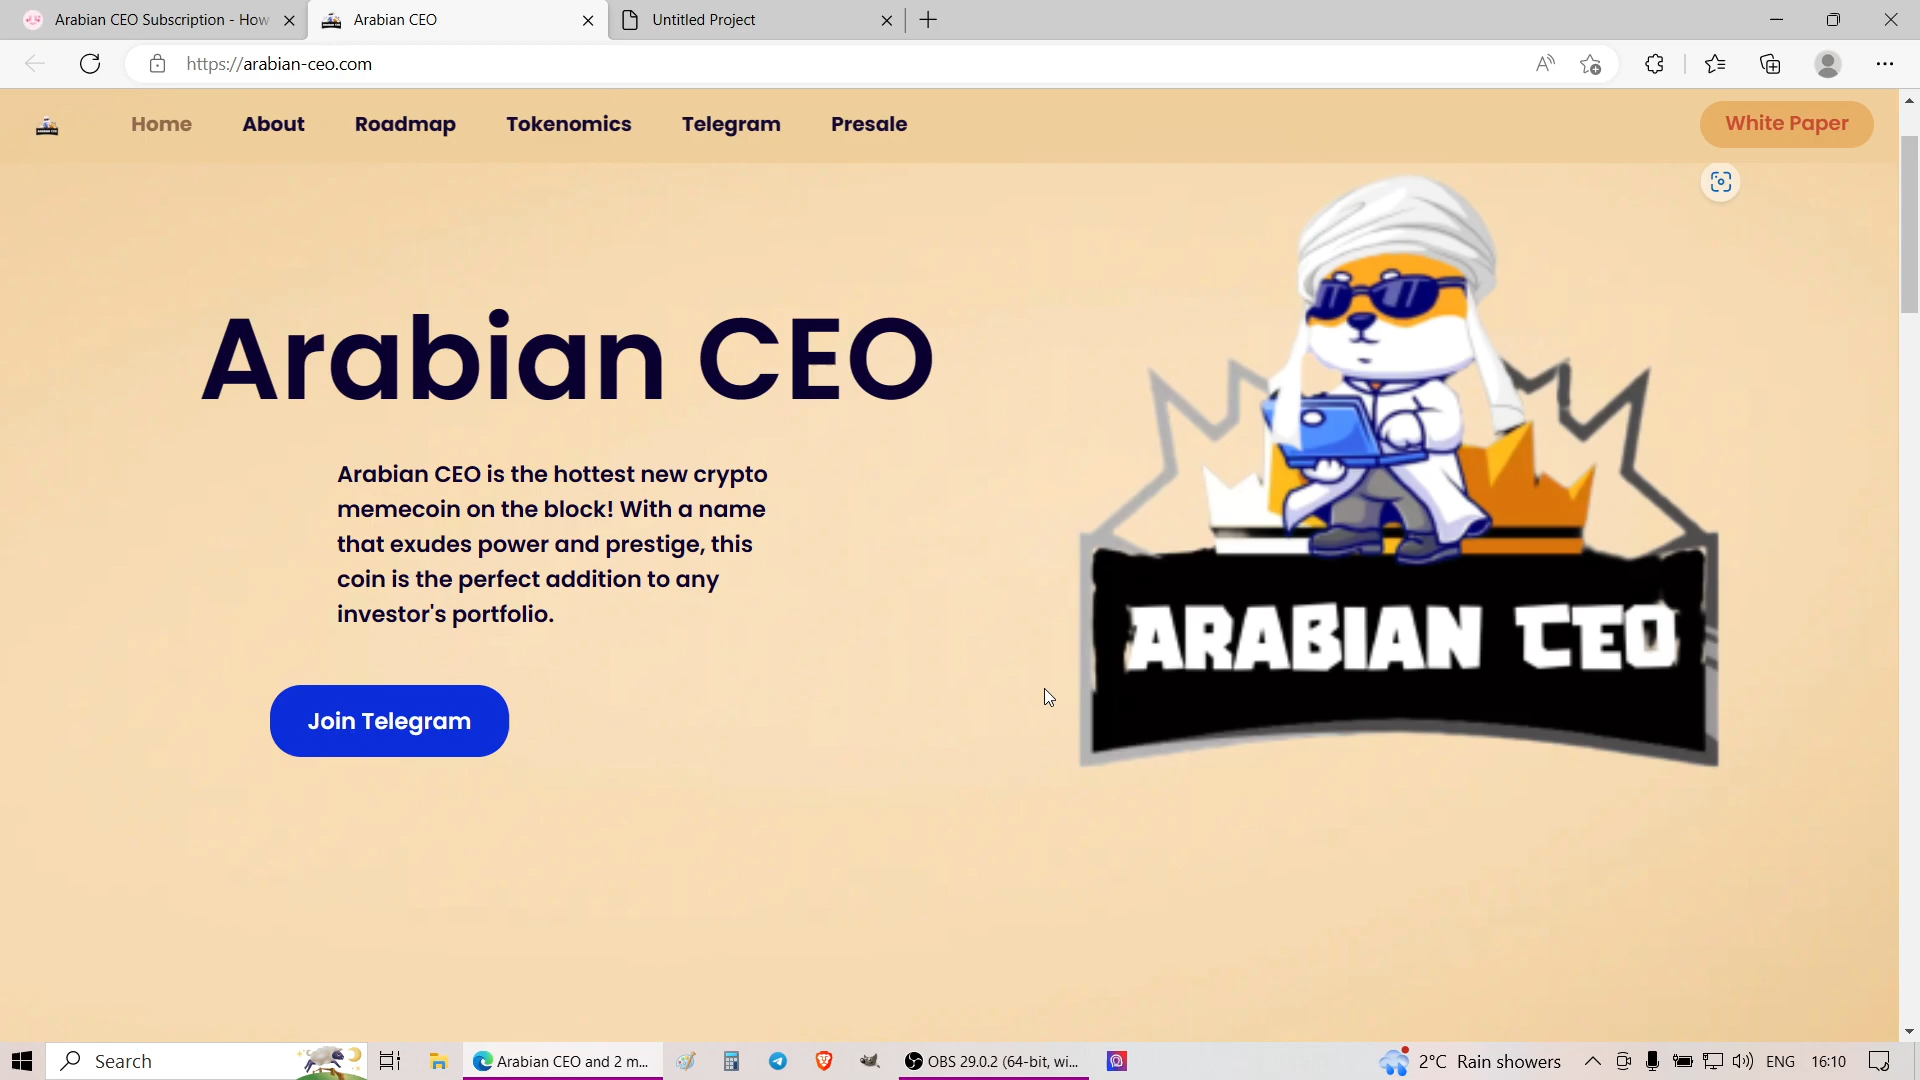 Arabian CEO Subscription - How
Arabian CEO
Untitled Project
https://arabian-ceo.com
Home
About
Roadmap
Tokenomics
Telegram
Presale
White Paper
Arabian CEO
Arabian CEO is the hottest new crypto
memecoin on the block! With a name
that exudes power and prestige, this
coin is the perfect addition to any
investor's portfolio.
Join Telegram
ARABIAN CEO
Search
Arabian CEO and 2 m...
OBS 29.0.2 (64-bit, wi...
2°C Rain showers
ENG
16:10